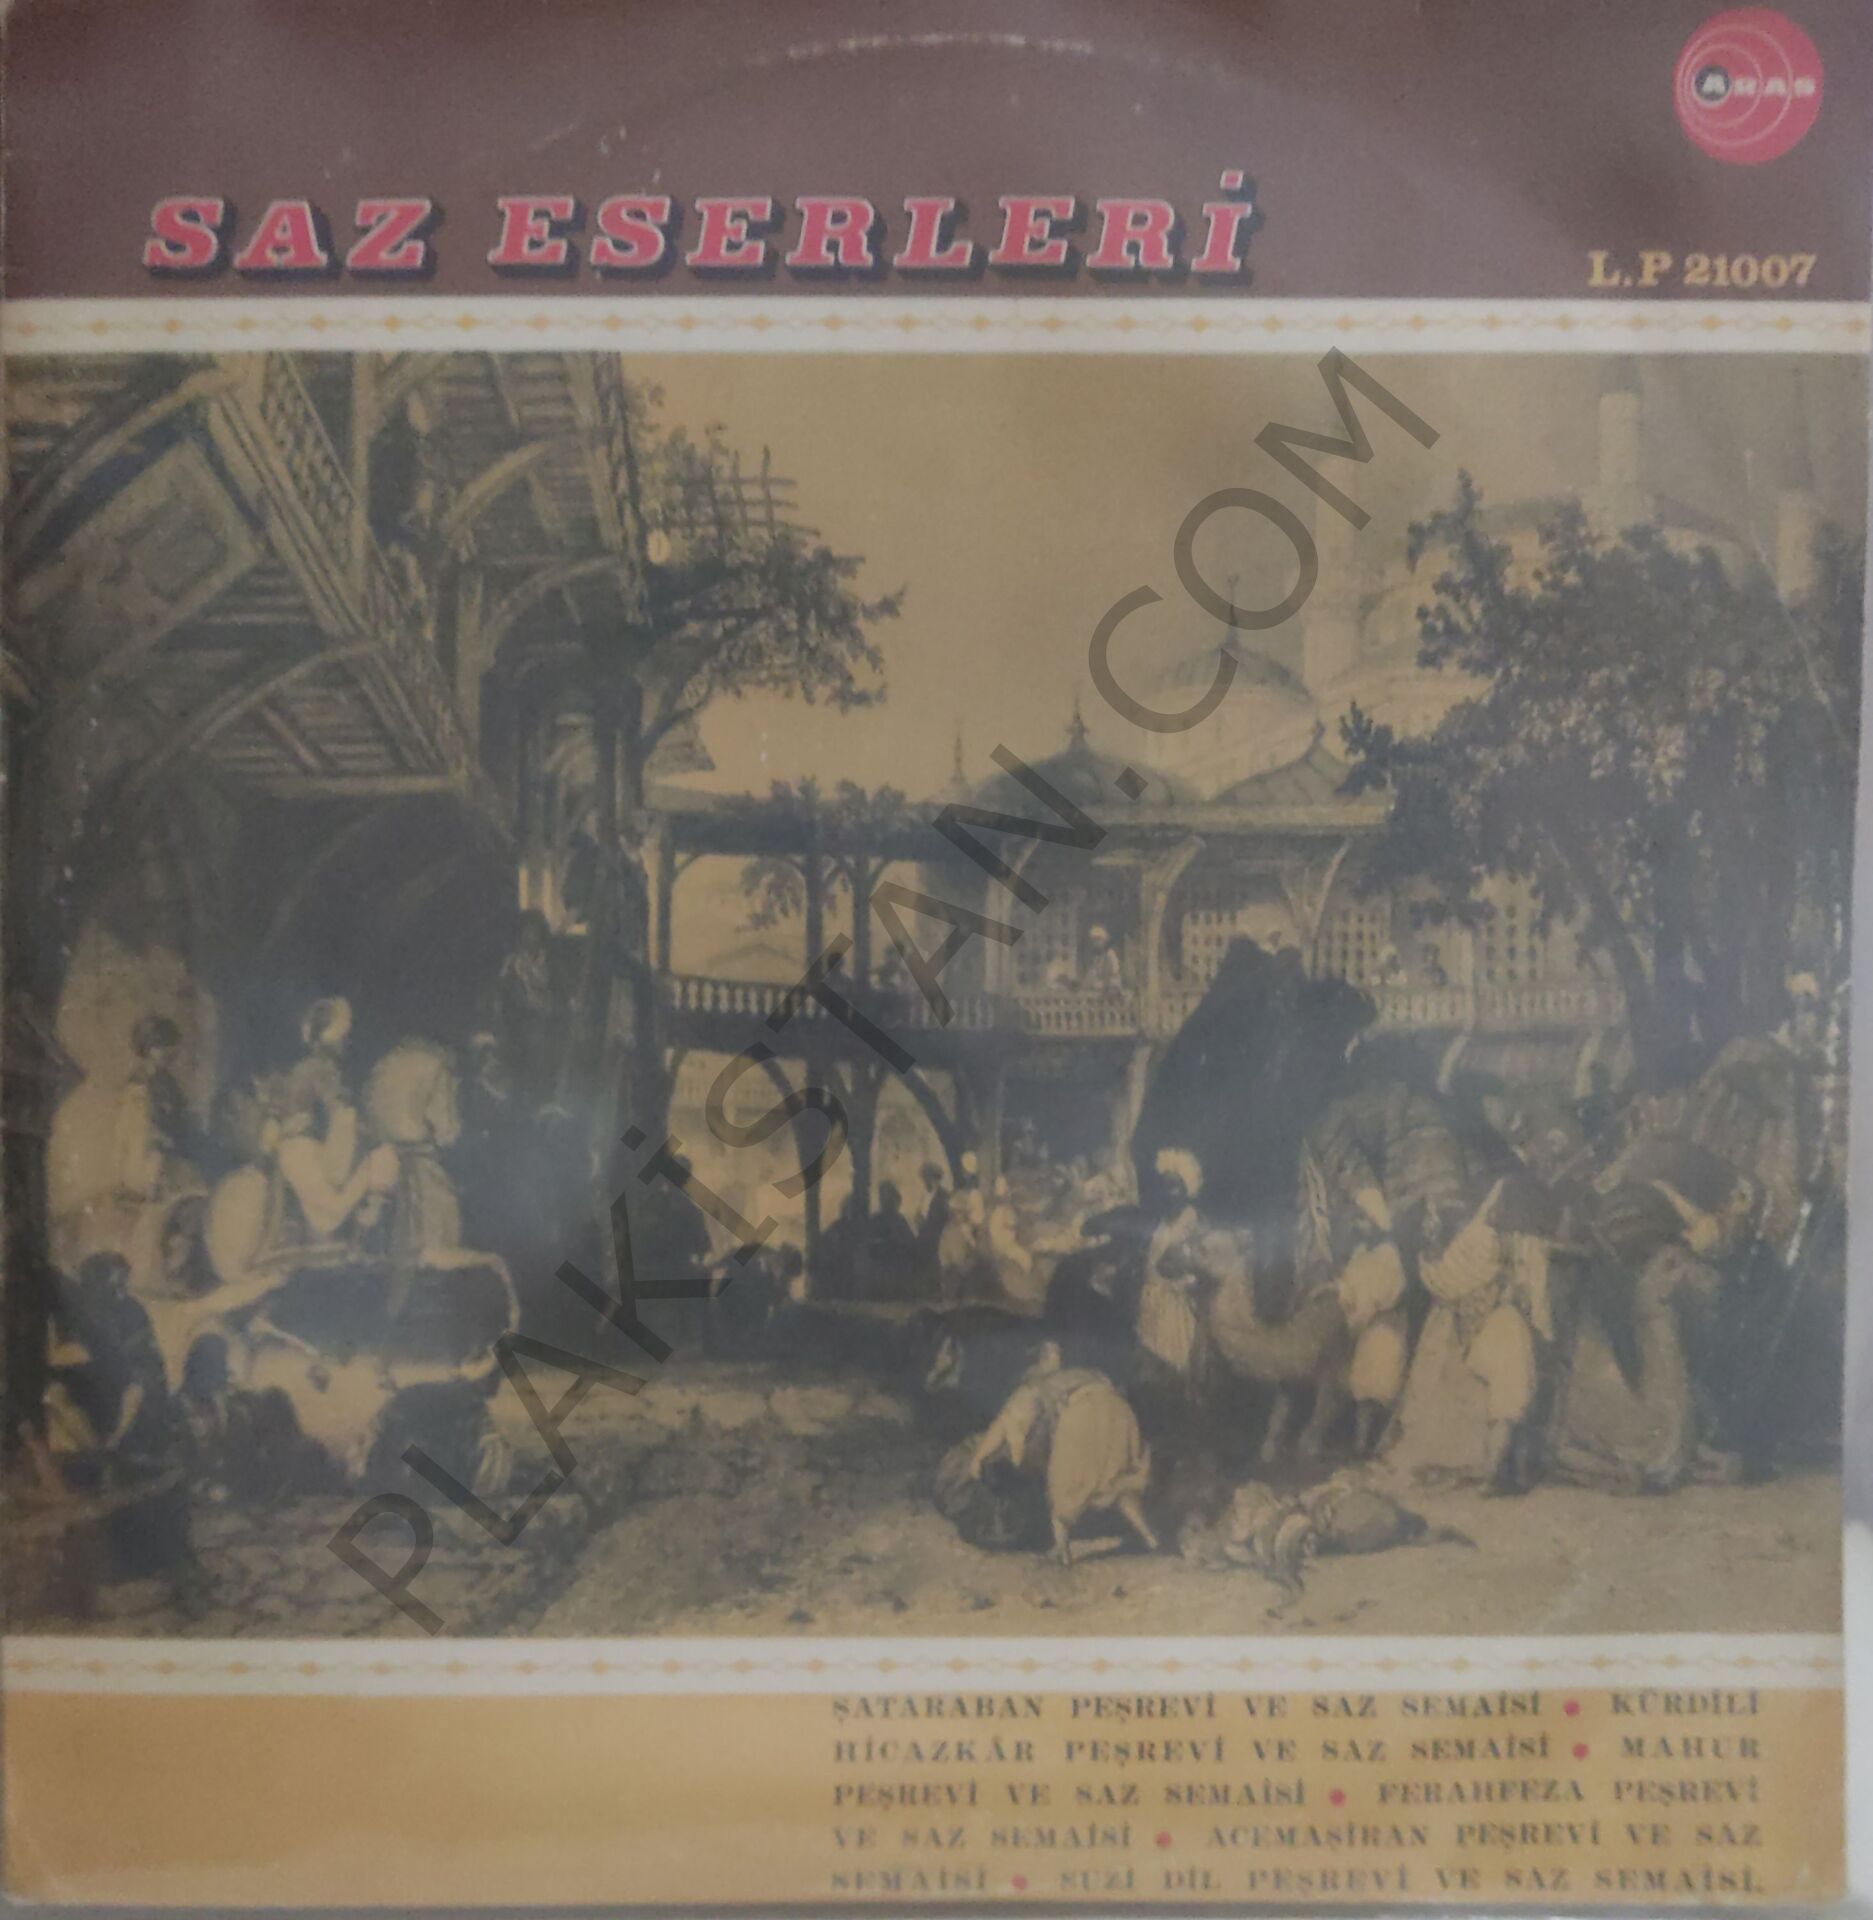 ARAS
SAZ ESERLERİ
L.P 21007
PLAKİSTAN.COM
ŞATARABAN PEŞREVİ VE SAZ SEMAİSİ • KÜRDİLİ
HİCAZKÂR PEŞREVİ VE SAZ SEMAİSİ • MAHUR
PEŞREVİ VE SAZ SEMAİSİ • FERAHFEZA PEŞREVİ
VE SAZ SEMAİSİ • ACEMAŞİRAN PEŞREVİ VE SAZ
SEMAİSİ • SUZİ DİL PEŞREVİ VE SAZ SEMAİSİ.